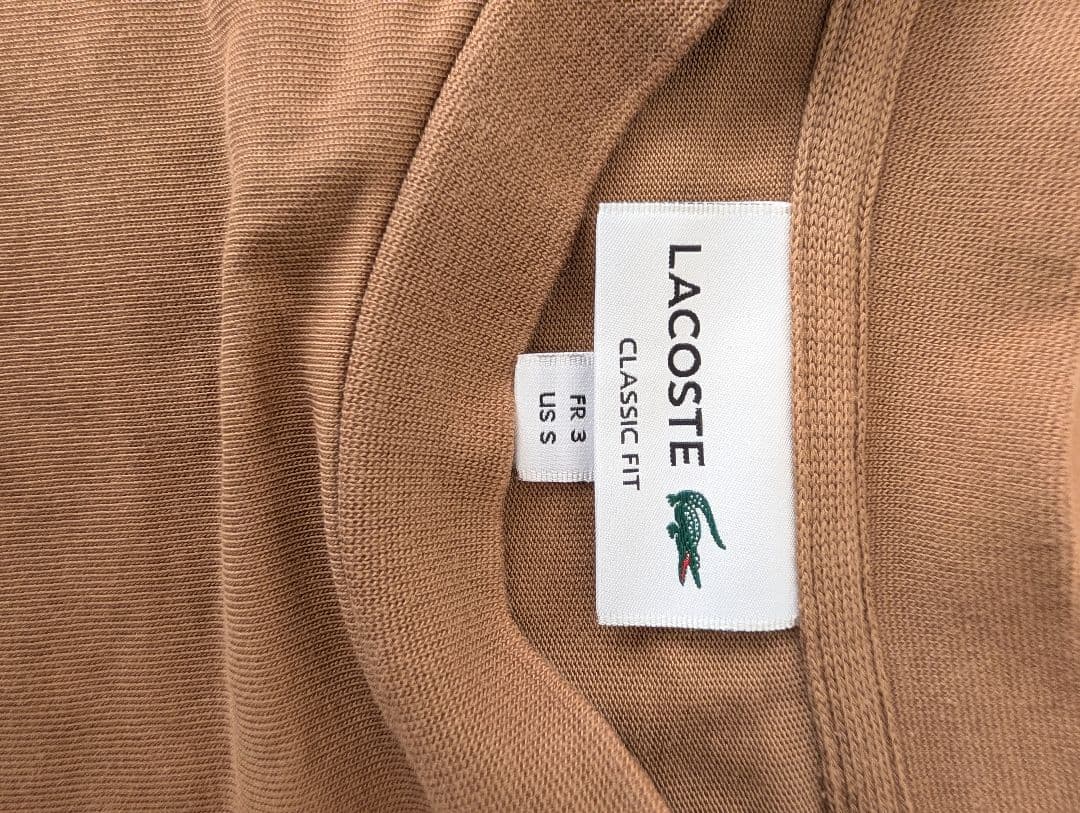 LACOSTE
CLASSIC FIT
FR 3
US S